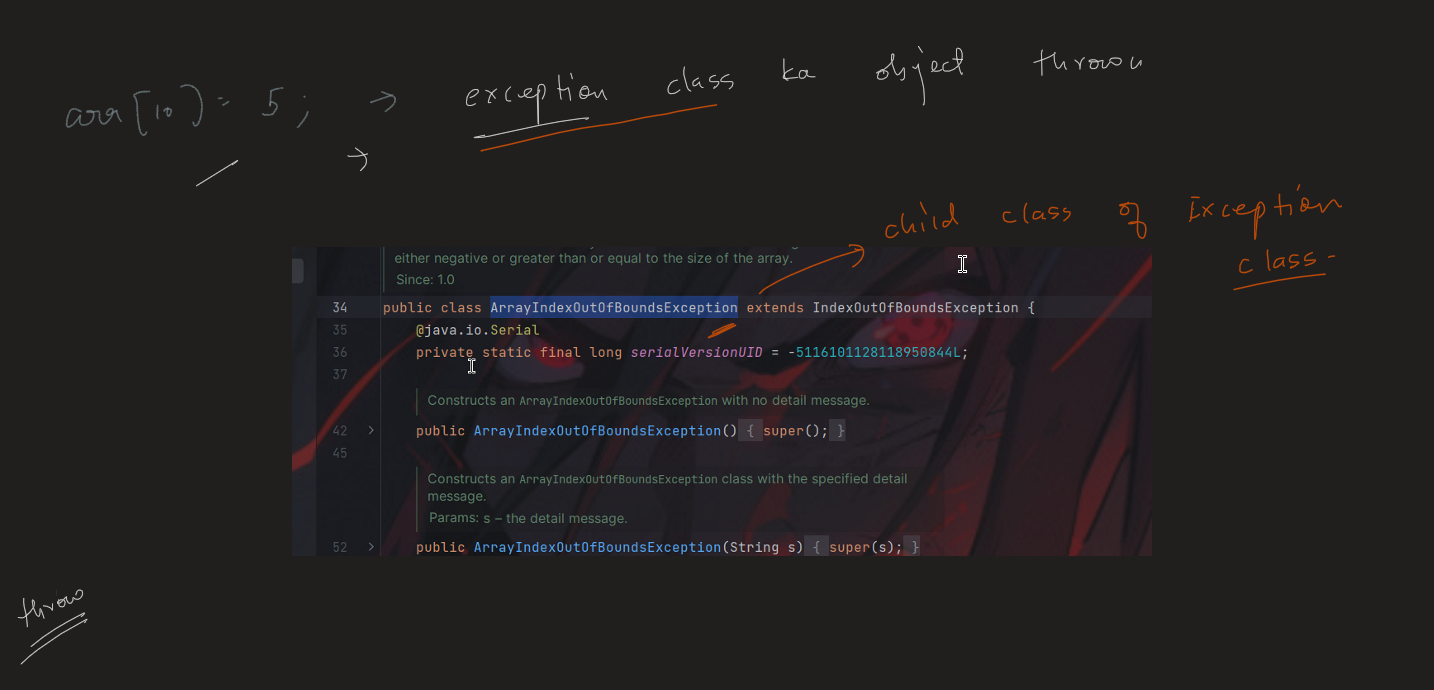 arr[10] = 5; → exception class ka object thrown
→
child class of Exception
class-
either negative or greater than or equal to the size of the array.
Since: 1.0
34 public class ArrayIndexOutOfBoundsException extends IndexOutOfBoundsException {
35 @java.io.Serial
36 private static final long serialVersionUID = -5116101128118950844L;
37
Constructs an ArrayIndexOutOfBoundsException with no detail message.
42 > public ArrayIndexOutOfBoundsException() { super(); }
45
Constructs an ArrayIndexOutOfBoundsException class with the specified detail
message.
Params: s – the detail message.
52 > public ArrayIndexOutOfBoundsException(String s) { super(s); }
throw